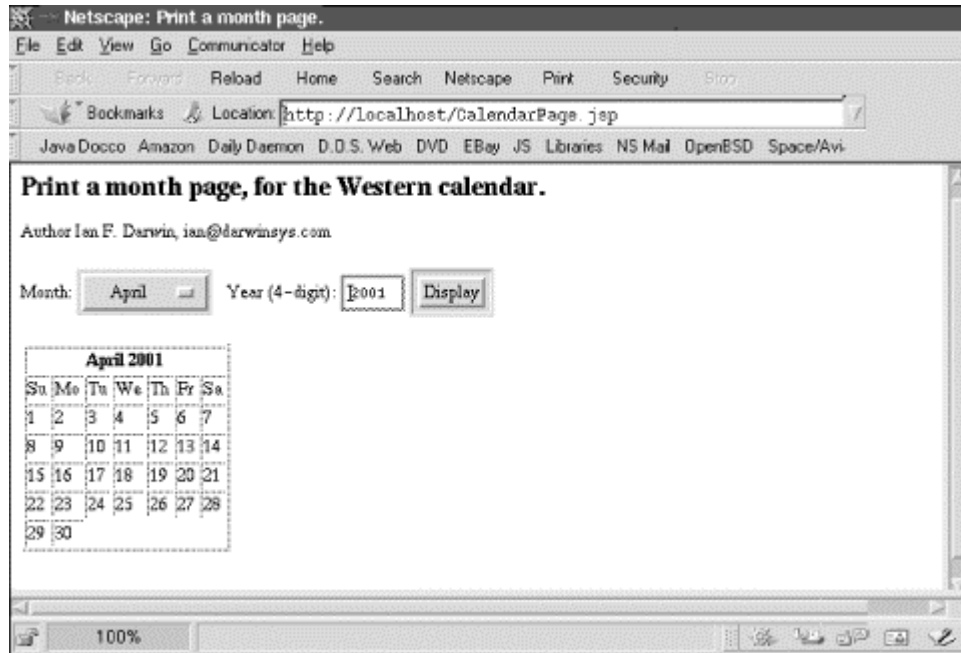 Netscape: Print a month page.
File Edit View Go Communicator Help
Back Forward Reload Home Search Netscape Print Security Stop
Bookmarks Location: http://localhost/CalendarPage.jsp
Java Docco Amazon Daily Daemon D.D.S. Web DVD EBay JS Libraries NS Mail OpenBSD Space/Avi
Print a month page, for the Western calendar.
Author Ian F. Darwin, ian@darwinsys.com
Month: April Year (4-digit): 2001 Display
April 2001
Su Mo Tu We Th Fr Sa
1 2 3 4 5 6 7
8 9 10 11 12 13 14
15 16 17 18 19 20 21
22 23 24 25 26 27 28
29 30
100%